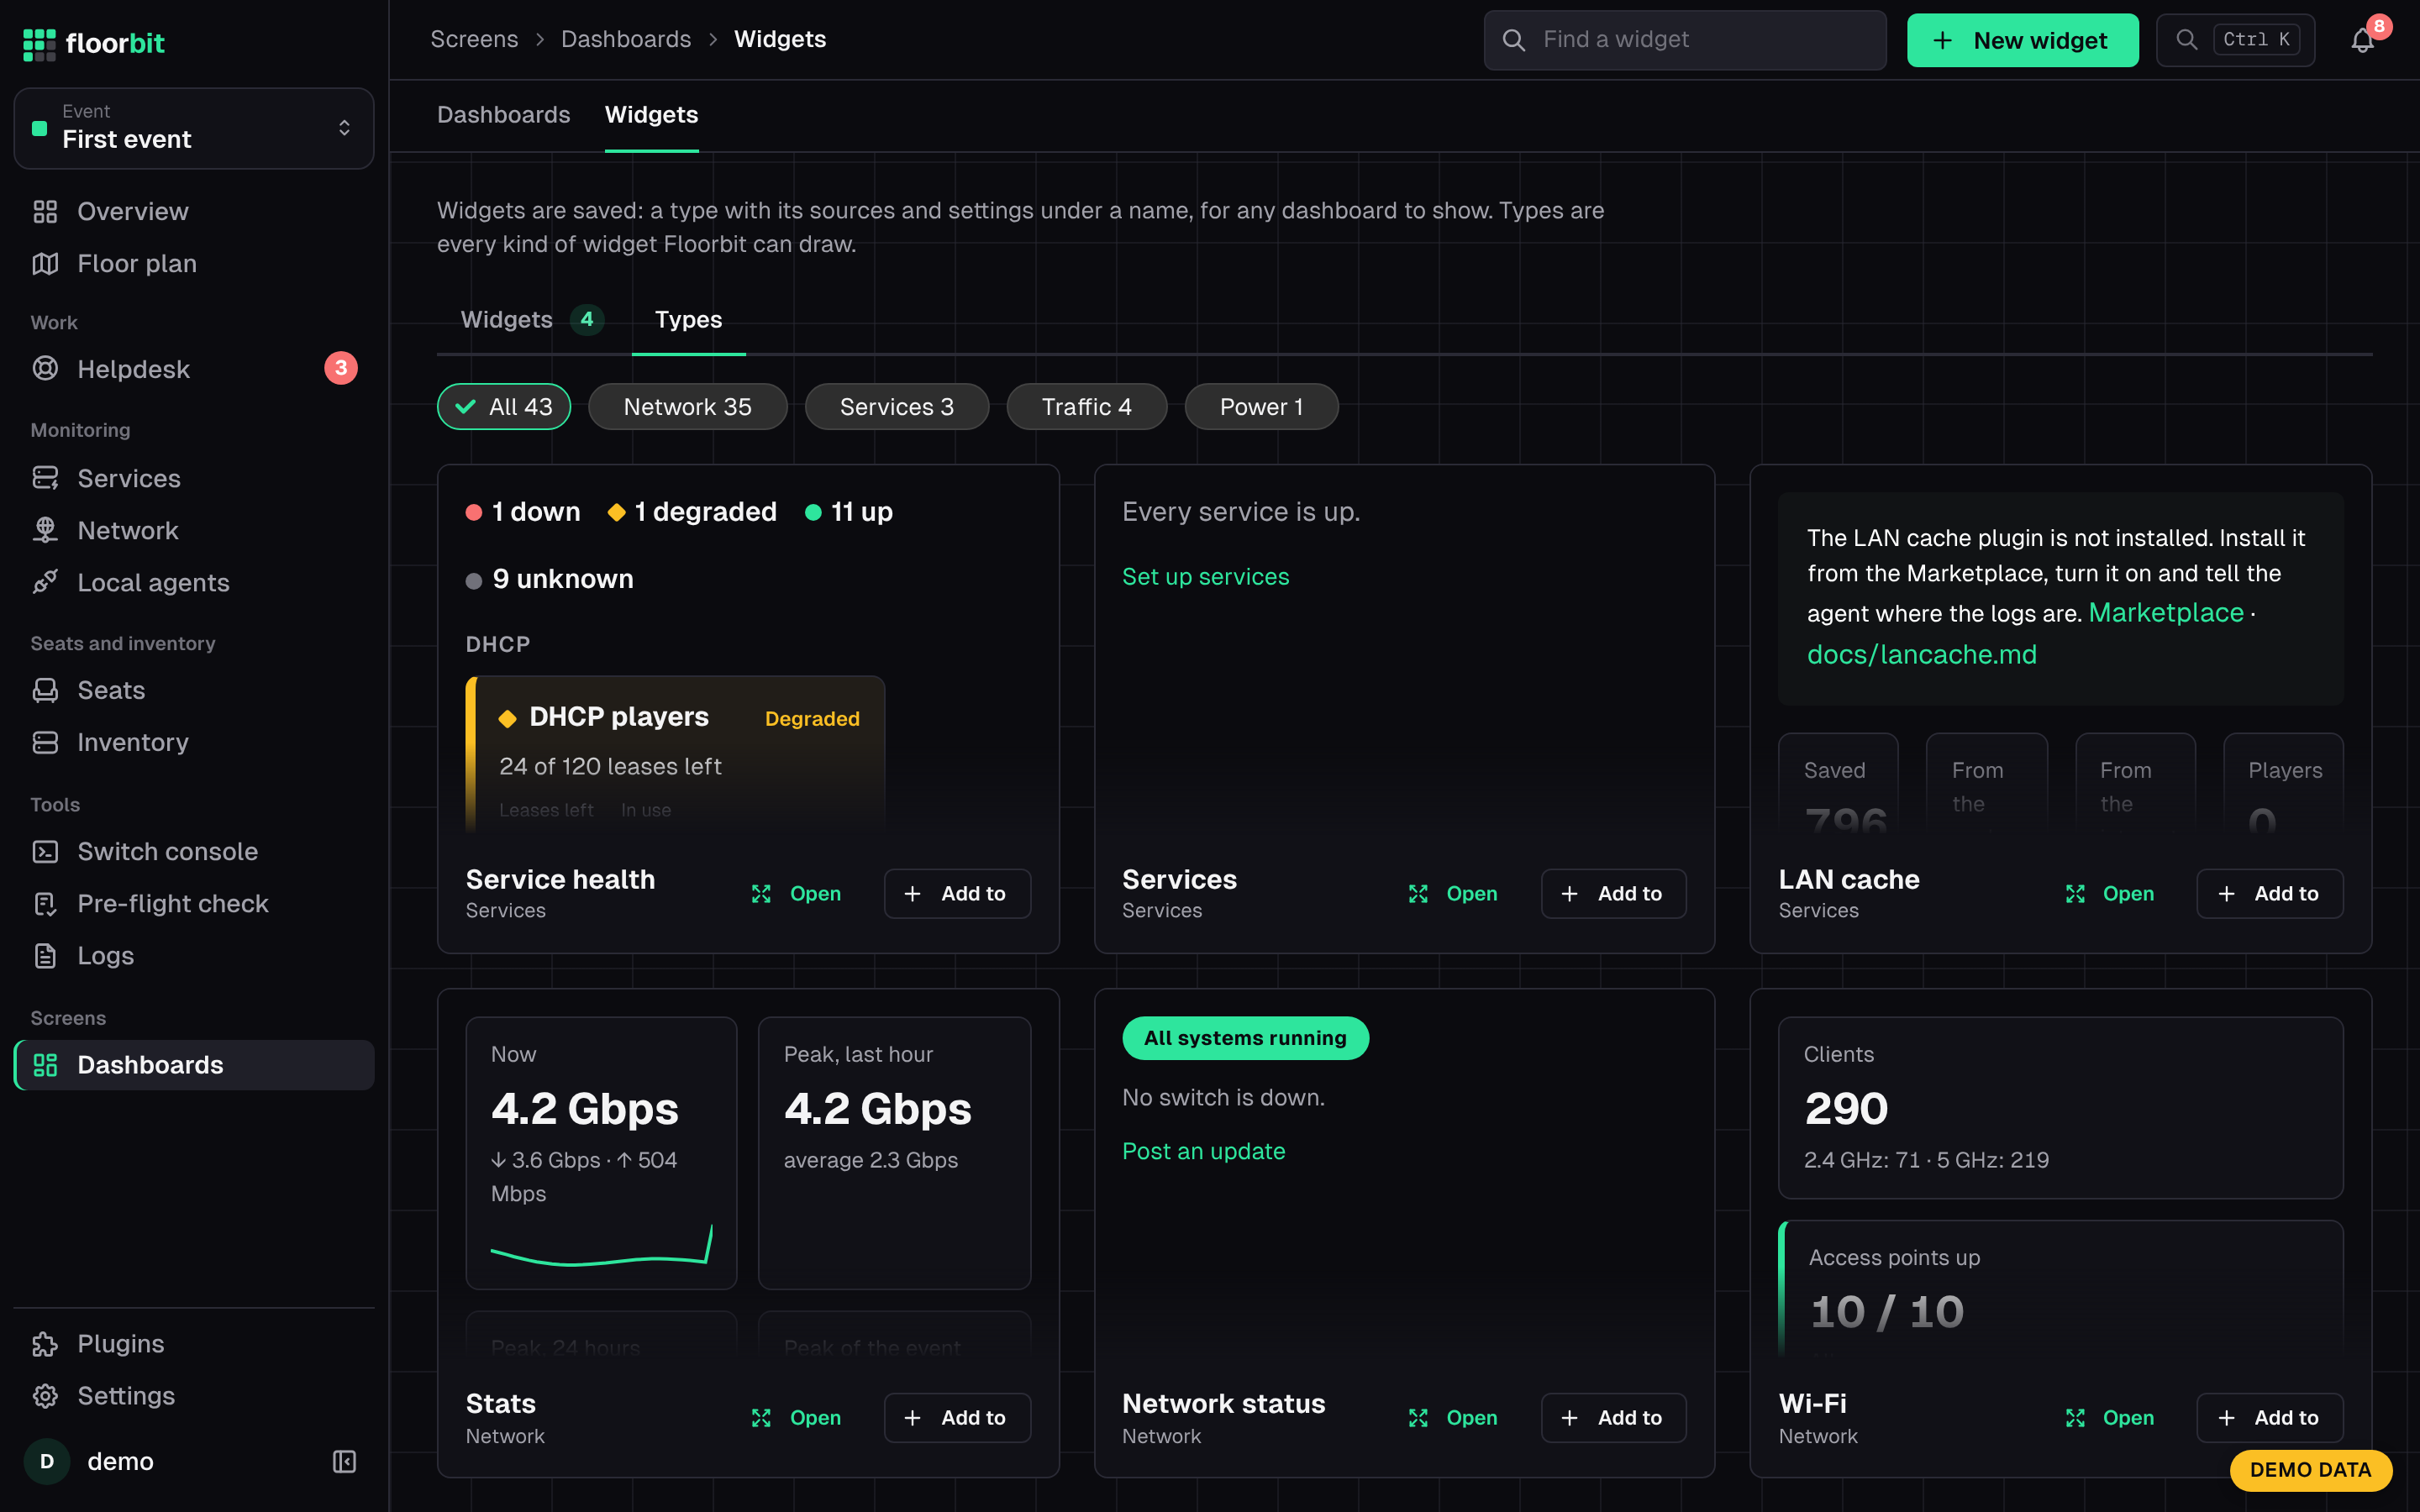 floorbit
Event
First event
Overview
Floor plan
Work
Helpdesk
3
Monitoring
Services
Network
Local agents
Seats and inventory
Seats
Inventory
Tools
Switch console
Pre-flight check
Logs
Screens
Dashboards
Plugins
Settings
D demo
Screens > Dashboards > Widgets
Find a widget
+ New widget
Ctrl K
8
Dashboards Widgets
Widgets are saved: a type with its sources and settings under a name, for any dashboard to show. Types are
every kind of widget Floorbit can draw.
Widgets 4 Types
All 43 Network 35 Services 3 Traffic 4 Power 1
1 down 1 degraded 11 up
9 unknown
DHCP
DHCP players Degraded
24 of 120 leases left
Leases left In use
Service health
Services
Open + Add to
Every service is up.
Set up services
Services
Services
Open + Add to
The LAN cache plugin is not installed. Install it
from the Marketplace, turn it on and tell the
agent where the logs are. Marketplace ·
docs/lancache.md
Saved From From Players
the the
796 0
LAN cache
Services
Open + Add to
Now
4.2 Gbps
↓ 3.6 Gbps · ↑ 504
Mbps
Peak, last hour
4.2 Gbps
average 2.3 Gbps
Peak, 24 hours Peak of the event
Stats
Network
Open + Add to
All systems running
No switch is down.
Post an update
Network status
Network
Open + Add to
Clients
290
2.4 GHz: 71 · 5 GHz: 219
Access points up
10 / 10
Wi-Fi
Network
Open + Add to
DEMO DATA